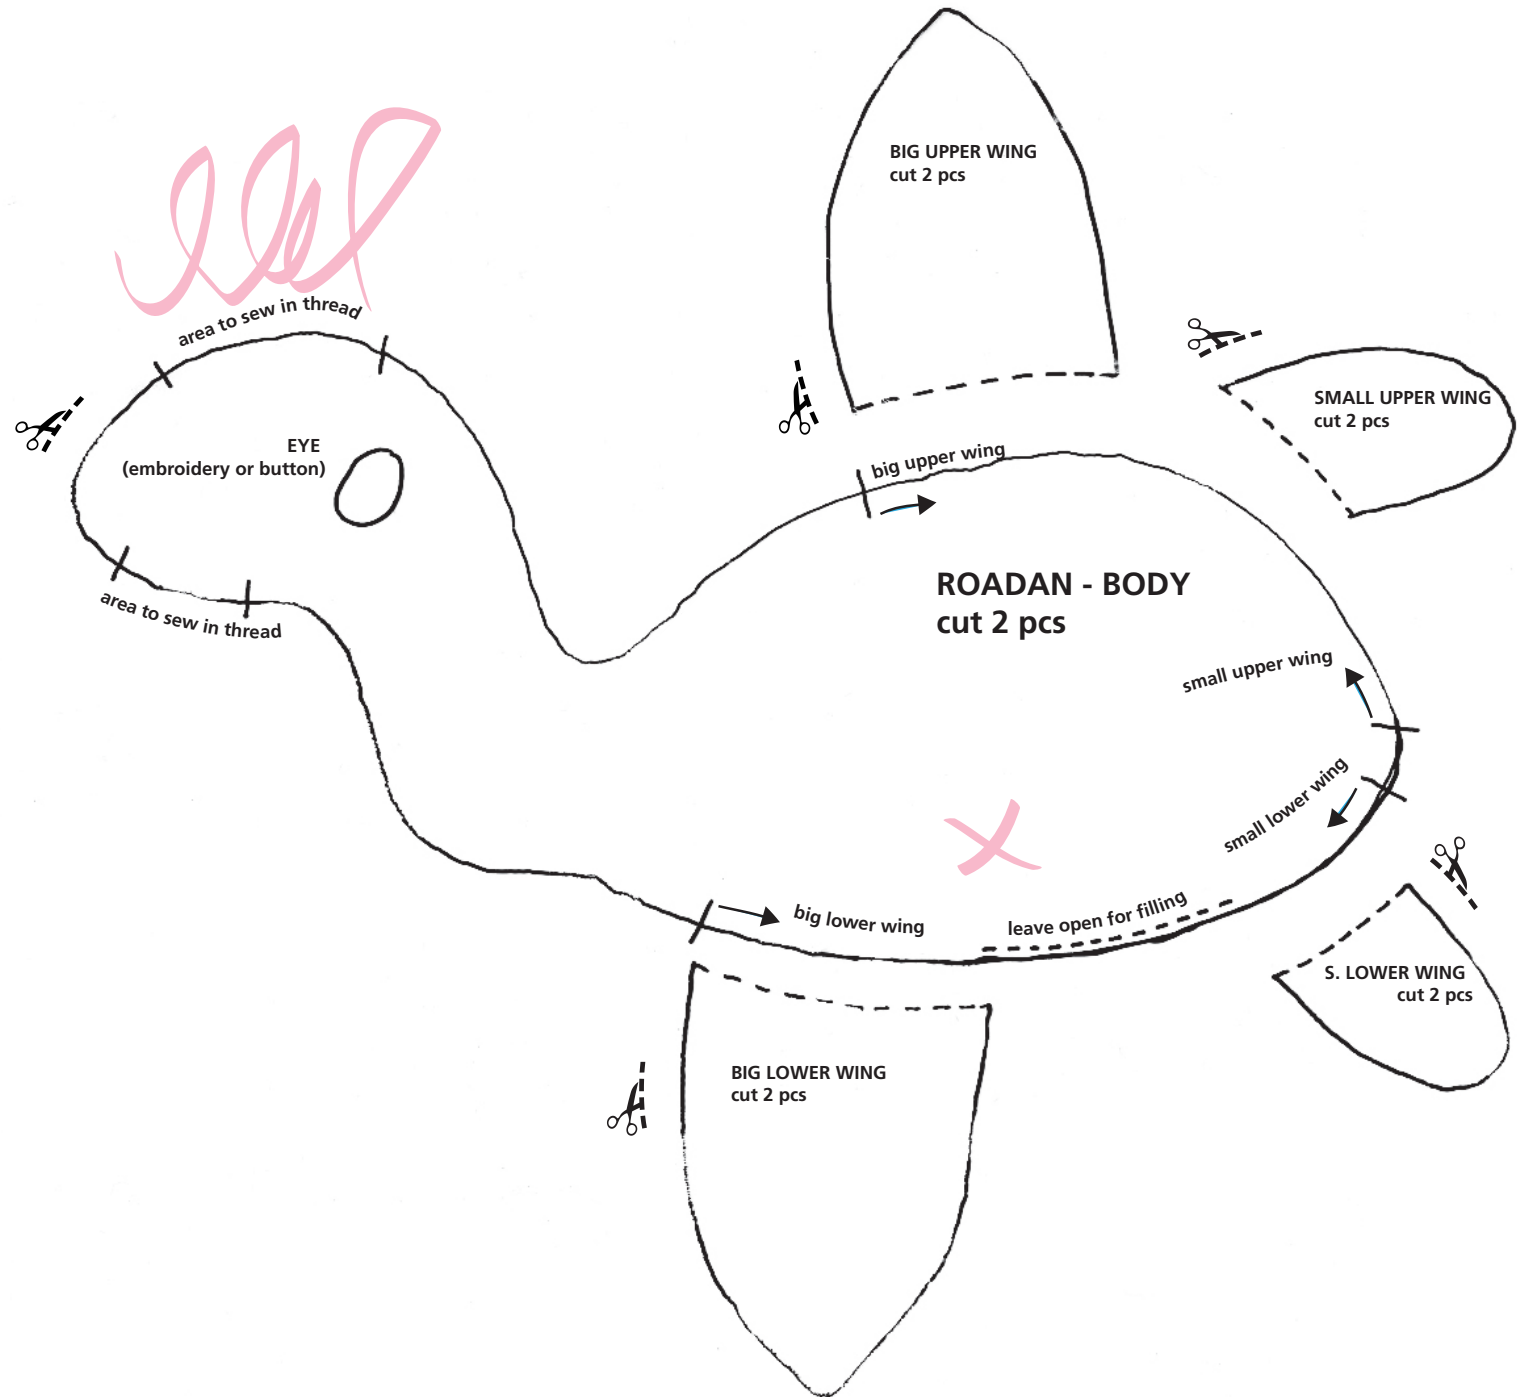 BIG UPPER WING
cut 2 pcs
area to sew in thread
SMALL UPPER WING
cut 2 pcs
EYE
(embroidery or button)
big upper wing
ROADAN - BODY
cut 2 pcs
area to sew in thread
small upper wing
small lower wing
big lower wing
leave open for filling
S. LOWER WING
cut 2 pcs
BIG LOWER WING
cut 2 pcs